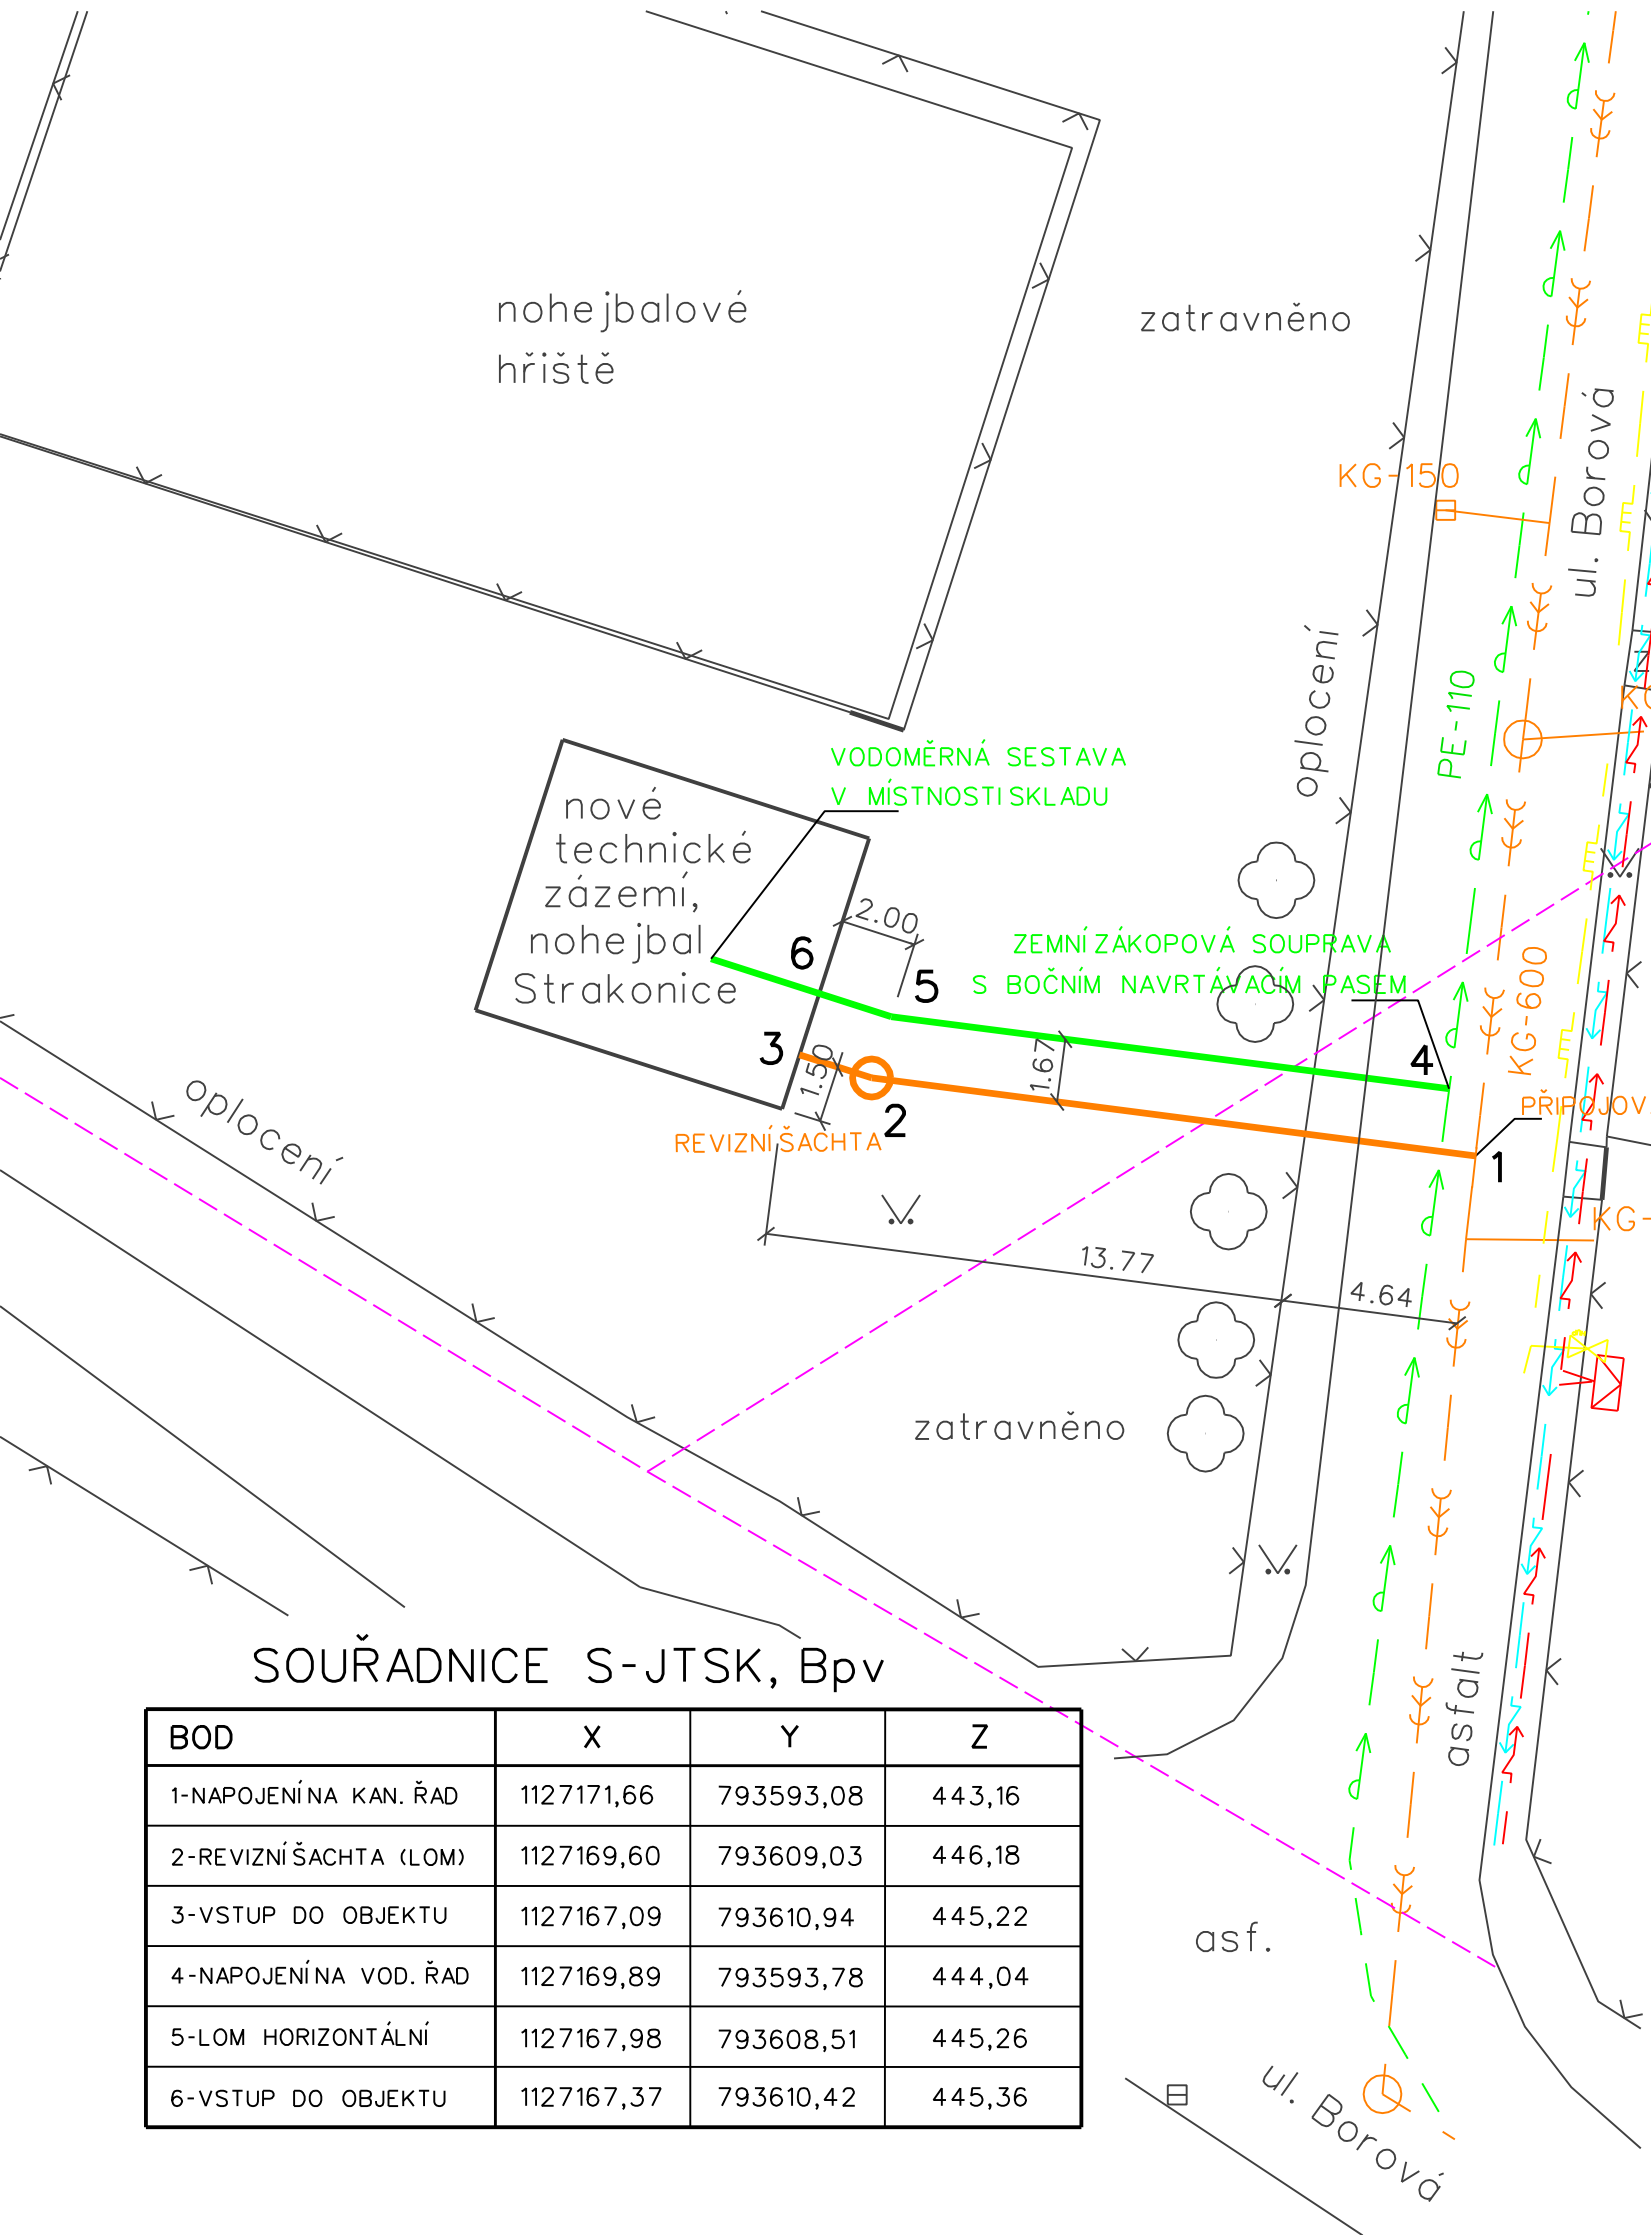 nohejbalové
hřiště
zatravněno
KG-150
ul. Borová
oplocení
PE-110
VODOMĚRNÁ SESTAVA
V MÍSTNOSTI SKLADU
nové
technické
zázemí,
nohejbal
Strakonice
2.00
ZEMNÍ ZÁKOPOVÁ SOUPRAVA
S BOČNÍM NAVRTÁVACÍM PASEM
KG-600
6
5
4
3
1.50
1.67
2
1
PŘIPOJOV
REVIZNÍ ŠACHTA
oplocení
KG-
13.77
4.64
zatravněno
SOUŘADNICE S-JTSK, Bpv
BOD X Y Z
1-NAPOJENÍ NA KAN. ŘAD 1127171,66 793593,08 443,16
2-REVIZNÍ ŠACHTA (LOM) 1127169,60 793609,03 446,18
3-VSTUP DO OBJEKTU 1127167,09 793610,94 445,22
4-NAPOJENÍ NA VOD. ŘAD 1127169,89 793593,78 444,04
5-LOM HORIZONTÁLNÍ 1127167,98 793608,51 445,26
6-VSTUP DO OBJEKTU 1127167,37 793610,42 445,36
asfalt
asf.
ul. Borová